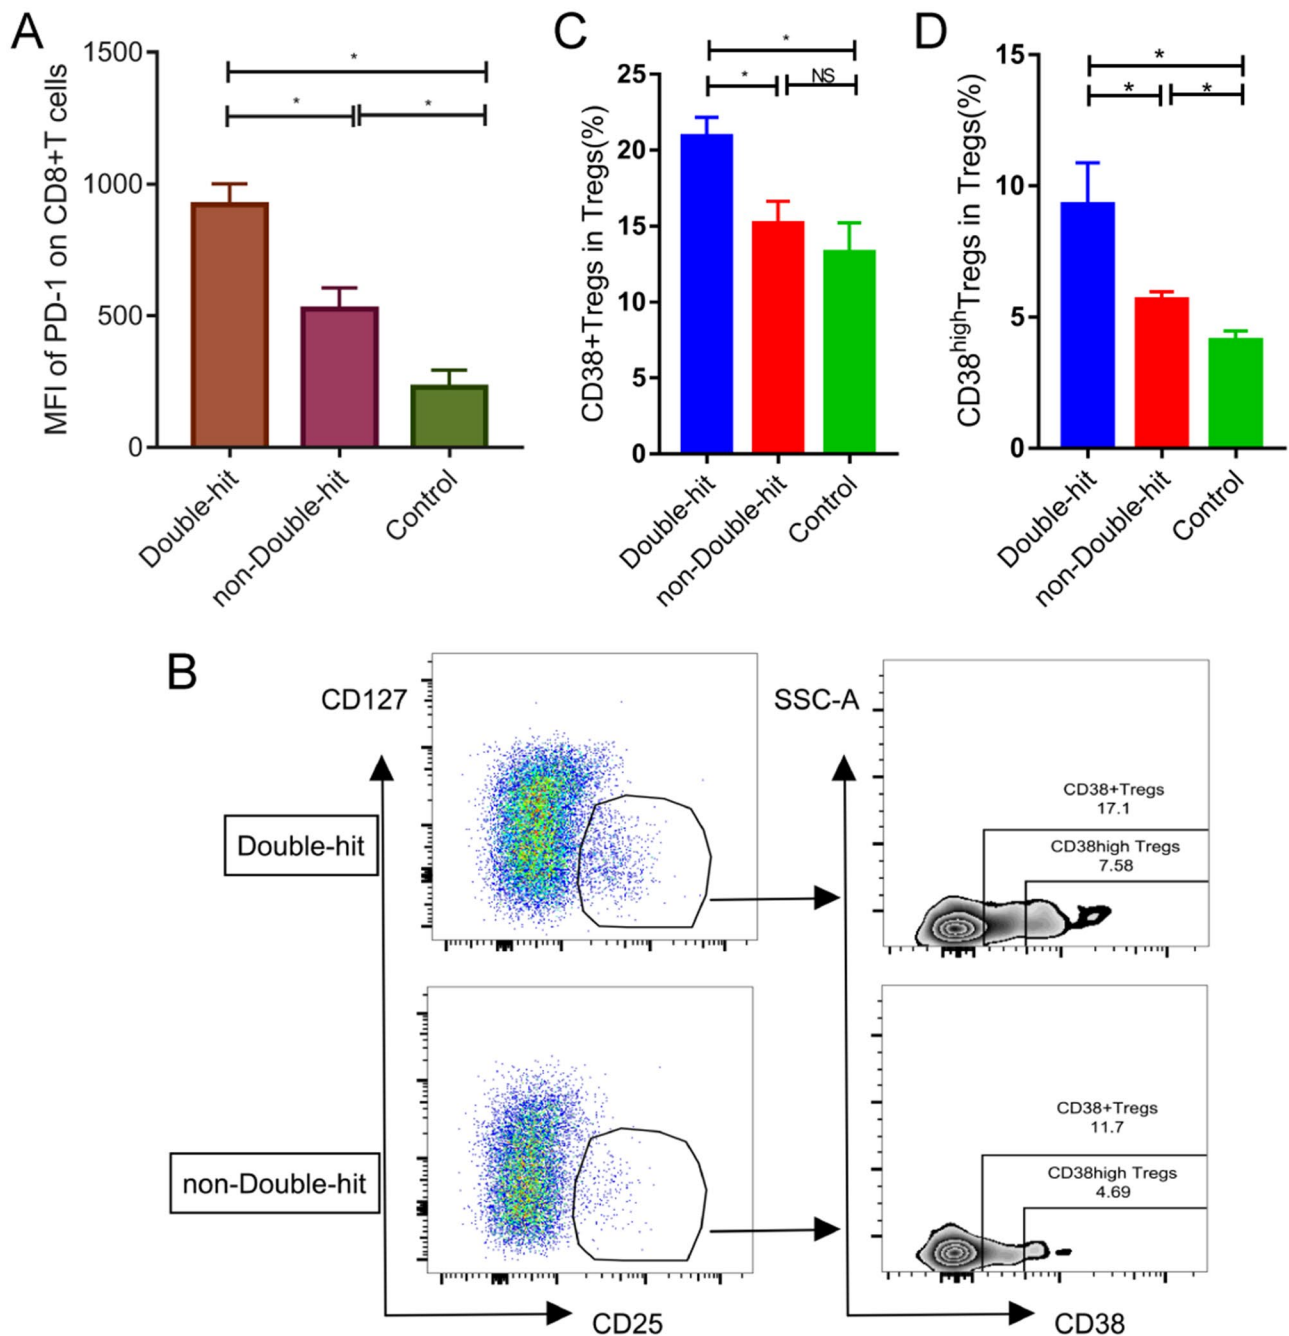 A
MFI of PD-1 on CD8+T cells
1500
1000
500
0
*
*
*
Double-hit
non-Double-hit
Control
C
CD38+Tregs in Tregs(%)
25
20
15
10
5
0
*
*
NS
Double-hit
non-Double-hit
Control
D
CD38highTregs in Tregs(%)
15
10
5
0
*
*
*
Double-hit
non-Double-hit
Control
B
CD127
SSC-A
Double-hit
CD38+Tregs
17.1
CD38high Tregs
7.58
non-Double-hit
CD38+Tregs
11.7
CD38high Tregs
4.69
CD25
CD38